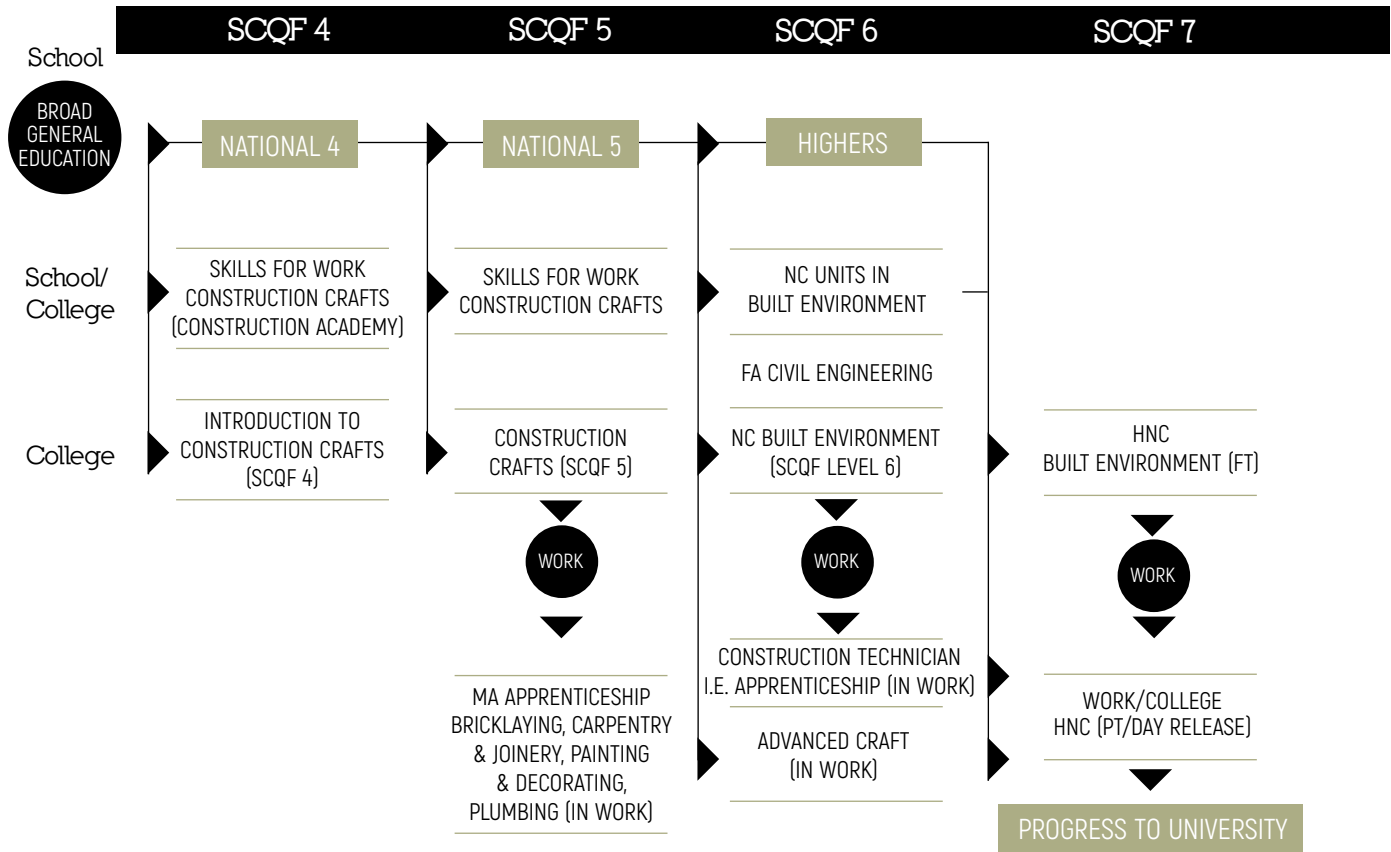 SCQF 4
SCQF 5
SCQF 6
SCQF 7
School
BROAD
GENERAL
EDUCATION
NATIONAL 4
NATIONAL 5
HIGHERS
School/
College
SKILLS FOR WORK
CONSTRUCTION CRAFTS
(CONSTRUCTION ACADEMY)
SKILLS FOR WORK
CONSTRUCTION CRAFTS
NC UNITS IN
BUILT ENVIRONMENT
FA CIVIL ENGINEERING
College
INTRODUCTION TO
CONSTRUCTION CRAFTS
(SCQF 4)
CONSTRUCTION
CRAFTS (SCQF 5)
NC BUILT ENVIRONMENT
(SCQF LEVEL 6)
HNC
BUILT ENVIRONMENT (FT)
WORK
WORK
WORK
MA APPRENTICESHIP
BRICKLAYING, CARPENTRY
& JOINERY, PAINTING
& DECORATING,
PLUMBING (IN WORK)
CONSTRUCTION TECHNICIAN
I.E. APPRENTICESHIP (IN WORK)
ADVANCED CRAFT
(IN WORK)
WORK/COLLEGE
HNC (PT/DAY RELEASE)
PROGRESS TO UNIVERSITY